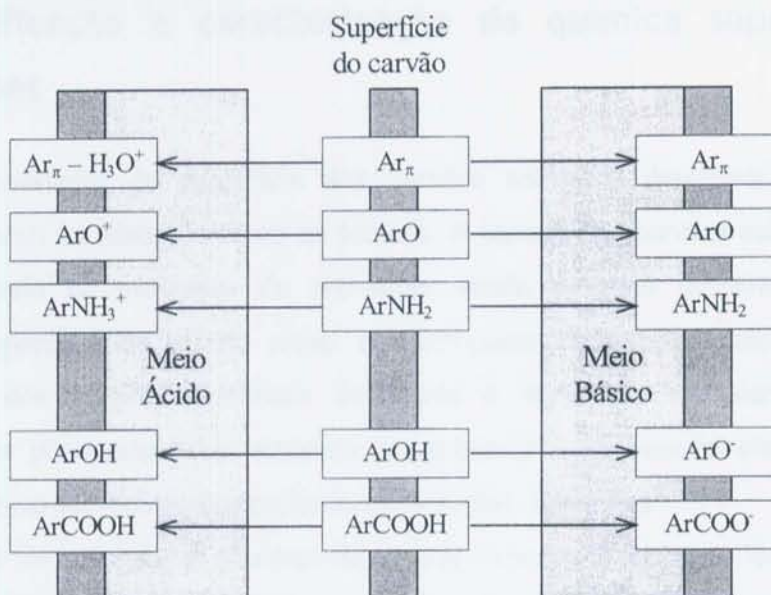 Superfície
do carvão
Arπ – H₃O⁺ Arπ Arπ
ArO⁺ ArO ArO
ArNH₃⁺ ArNH₂ ArNH₂
Meio
Ácido
Meio
Básico
ArOH ArOH ArO⁻
ArCOOH ArCOOH ArCOO⁻